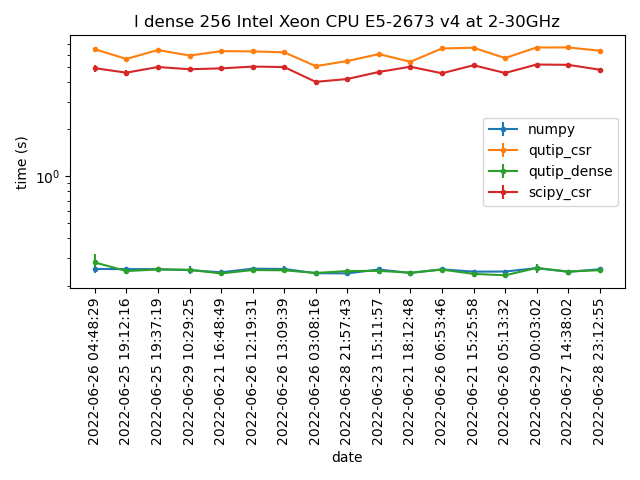 l dense 256 Intel Xeon CPU E5-2673 v4 at 2-30GHz
time (s)
10^0
numpy
qutip_csr
qutip_dense
scipy_csr
2022-06-26 04:48:29
2022-06-25 19:12:16
2022-06-25 19:37:19
2022-06-29 10:29:25
2022-06-21 16:48:49
2022-06-26 12:19:31
2022-06-26 13:09:39
2022-06-26 03:08:16
2022-06-28 21:57:43
2022-06-23 15:11:57
2022-06-21 18:12:48
2022-06-26 06:53:46
2022-06-21 15:25:58
2022-06-26 05:13:32
2022-06-29 00:03:02
2022-06-27 14:38:02
2022-06-28 23:12:55
date